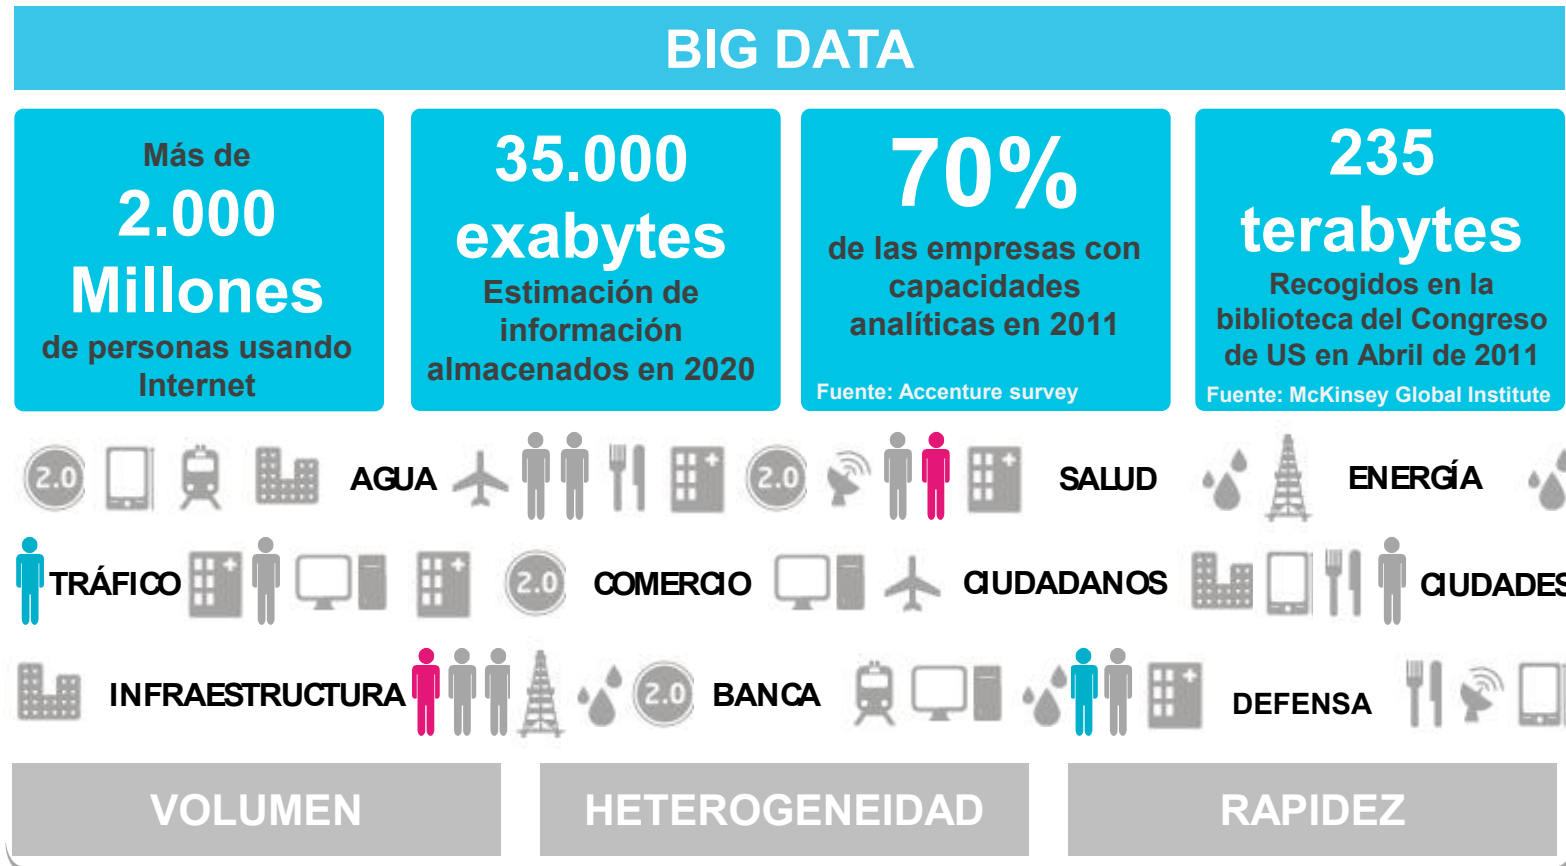 BIG DATA
Más de
2.000
Millones
de personas usando
Internet
35.000
exabytes
Estimación de
información
almacenados en 2020
70%
de las empresas con
capacidades
analíticas en 2011
Fuente: Accenture survey
235
terabytes
Recogidos en la
biblioteca del Congreso
de US en Abril de 2011
Fuente: McKinsey Global Institute
2.0 AGUA 2.0 SALUD ENERGÍA
TRÁFICO 2.0 COMERCIO CIUDADANOS CIUDADES
INFRAESTRUCTURA 2.0 BANCA DEFENSA
VOLUMEN HETEROGENEIDAD RAPIDEZ